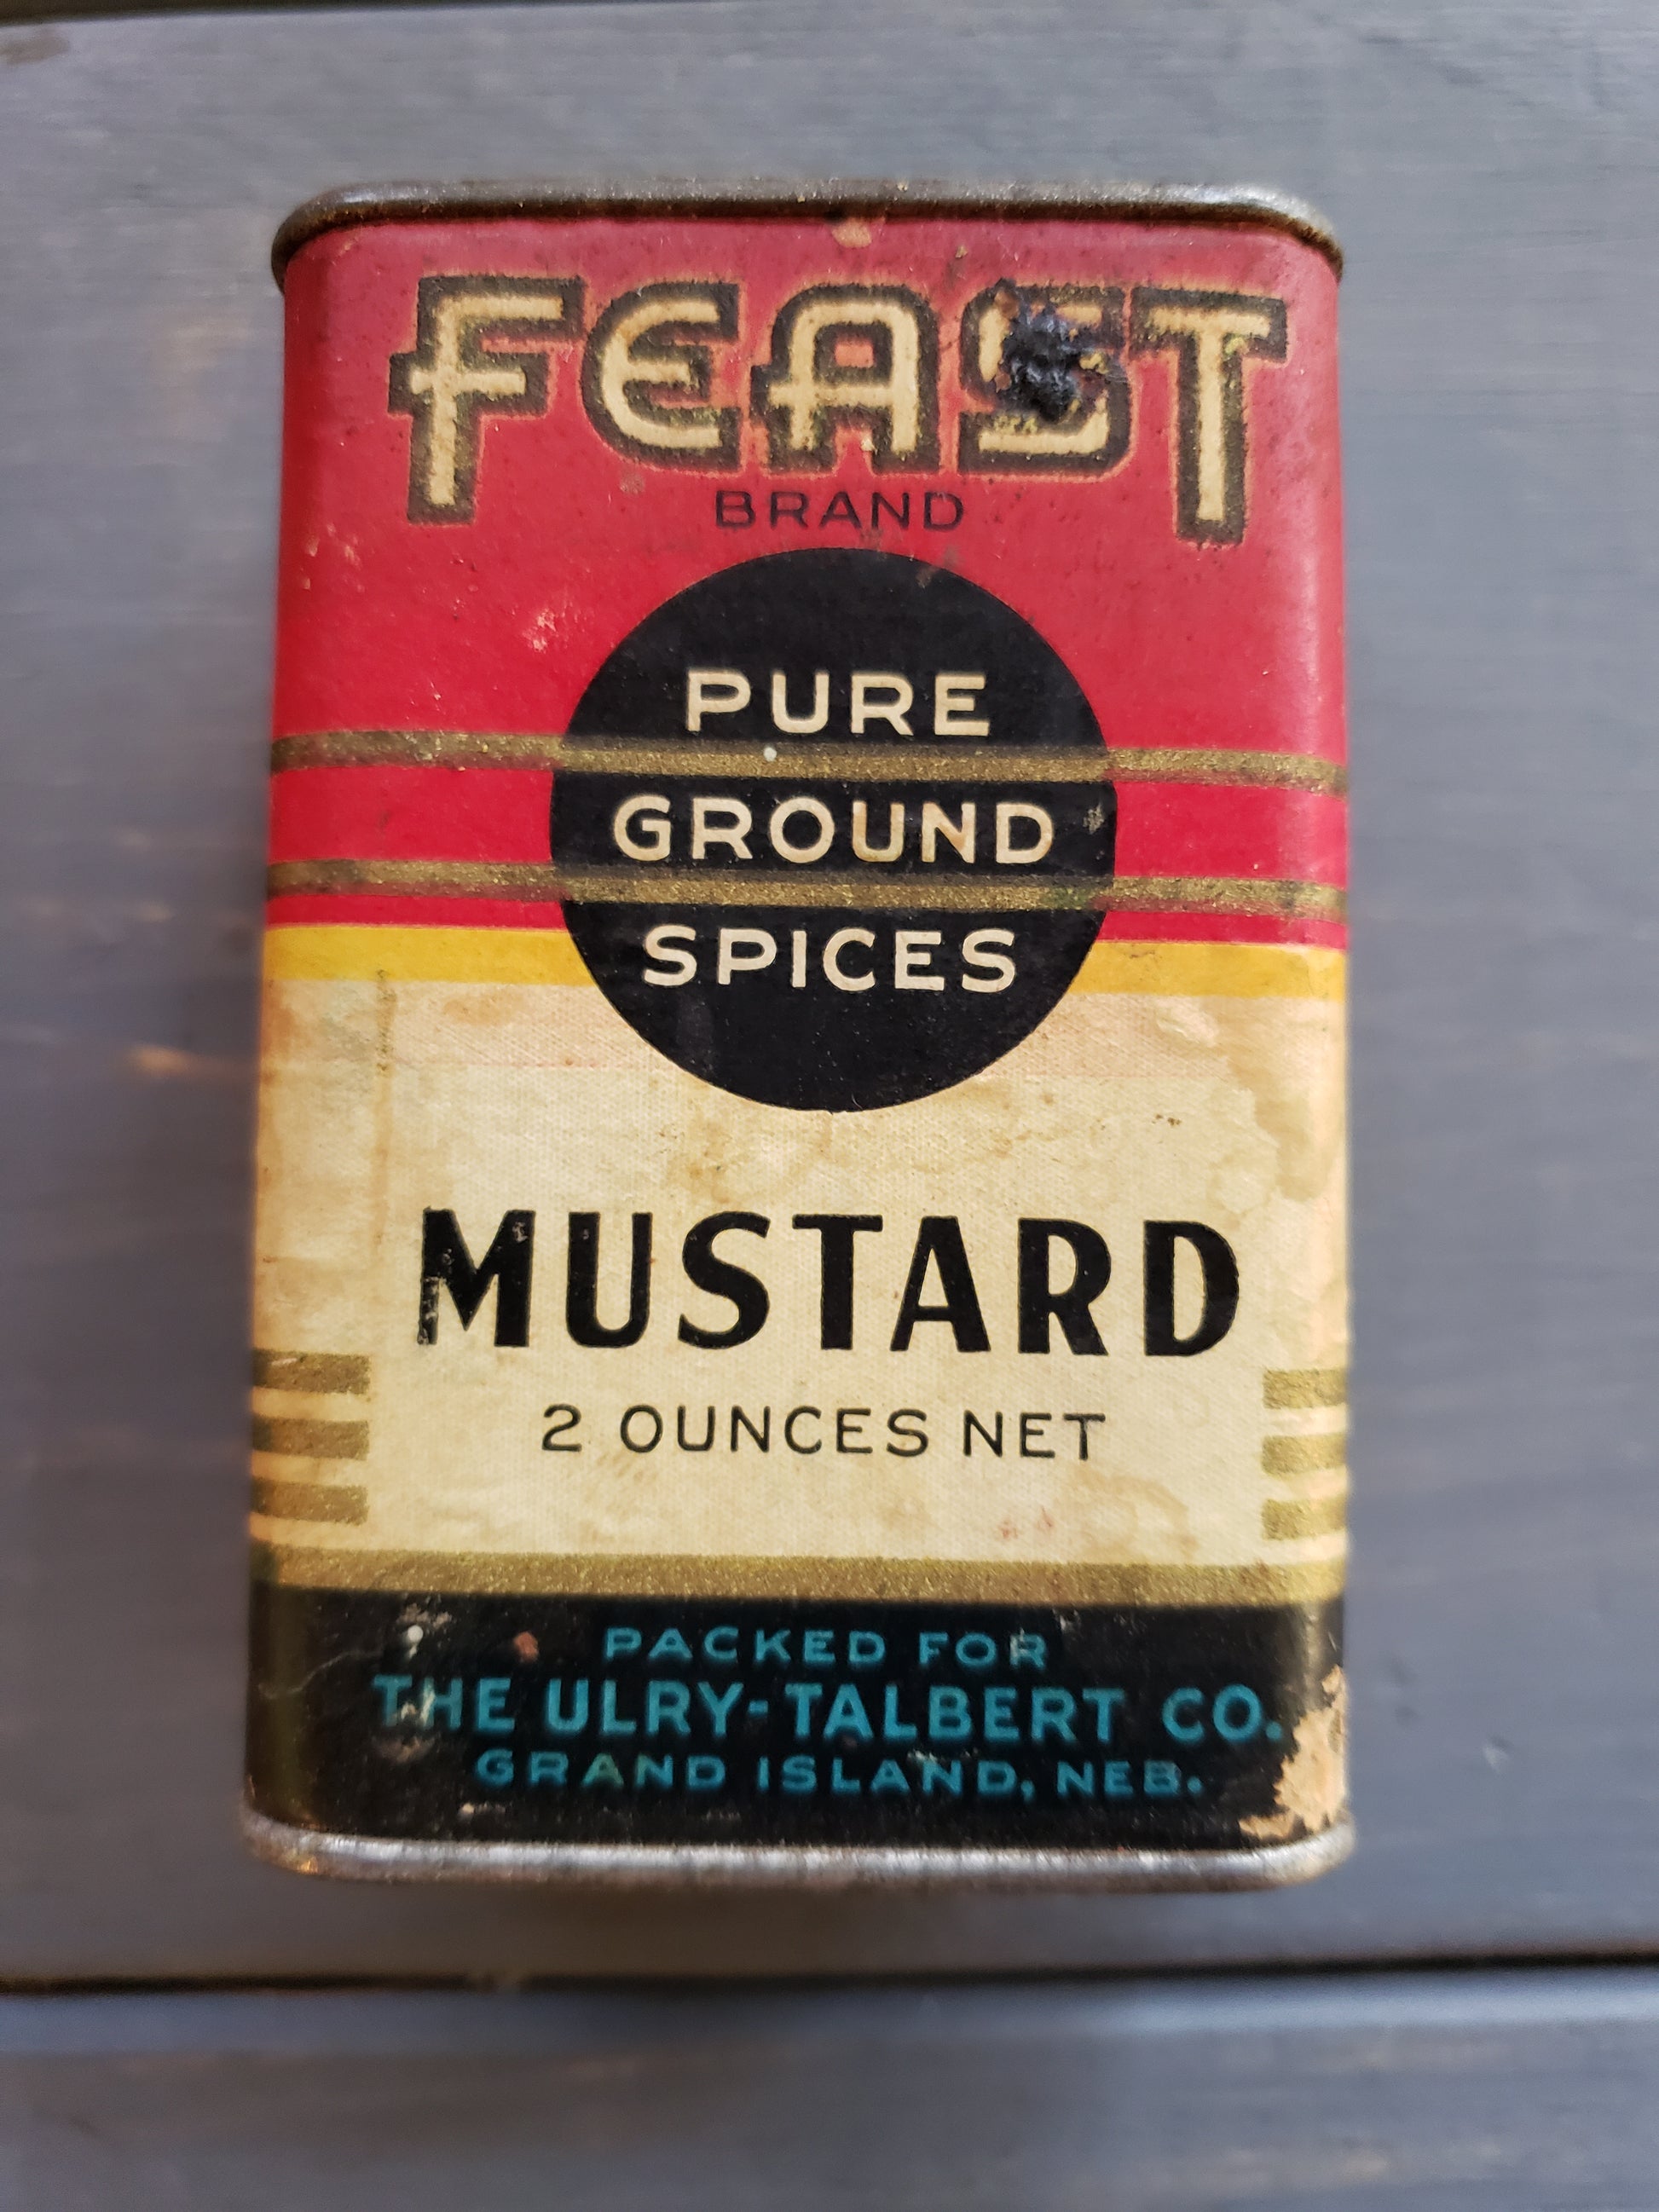 FEAST
BRAND
PURE
GROUND
SPICES
MUSTARD
2 OUNCES NET
PACKED FOR
THE ULRY-TALBERT CO.
GRAND ISLAND, NEB.